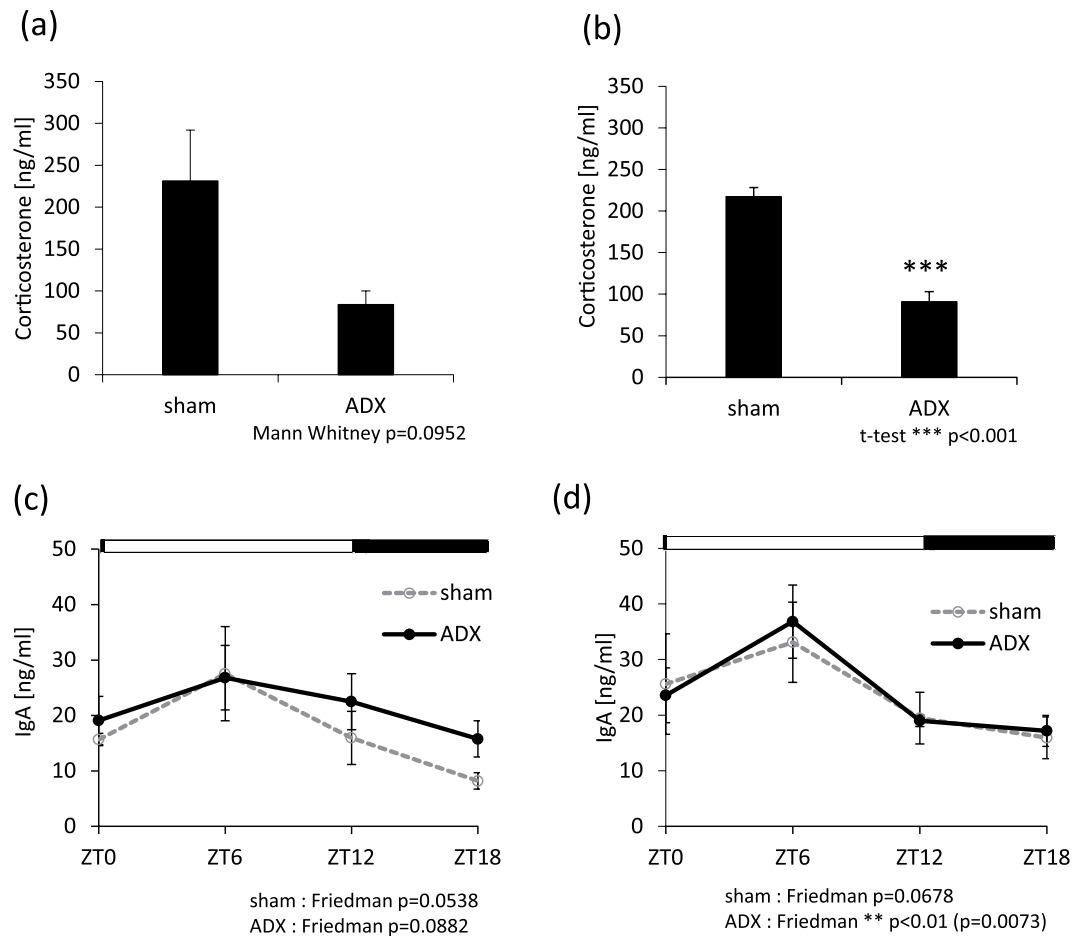 (a)
Corticosterone [ng/ml]
350
300
250
200
150
100
50
0
sham ADX
Mann Whitney p=0.0952
(b)
Corticosterone [ng/ml]
350
300
250
200
150
100
50
0
***
sham ADX
t-test *** p<0.001
(c)
IgA [ng/ml]
50
40
30
20
10
0
sham
ADX
ZT0 ZT6 ZT12 ZT18
sham : Friedman p=0.0538
ADX : Friedman p=0.0882
(d)
IgA [ng/ml]
50
40
30
20
10
0
sham
ADX
ZT0 ZT6 ZT12 ZT18
sham : Friedman p=0.0678
ADX : Friedman ** p<0.01 (p=0.0073)